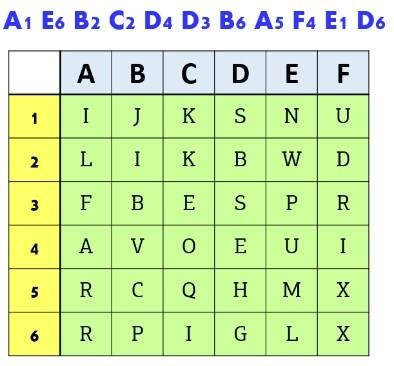 A1 E6 B2 C2 D4 D3 B6 A5 F4 E1 D6
A B C D E F
1 I J K S N U
2 L I K B W D
3 F B E S P R
4 A V O E U I
5 R C Q H M X
6 R P I G L X